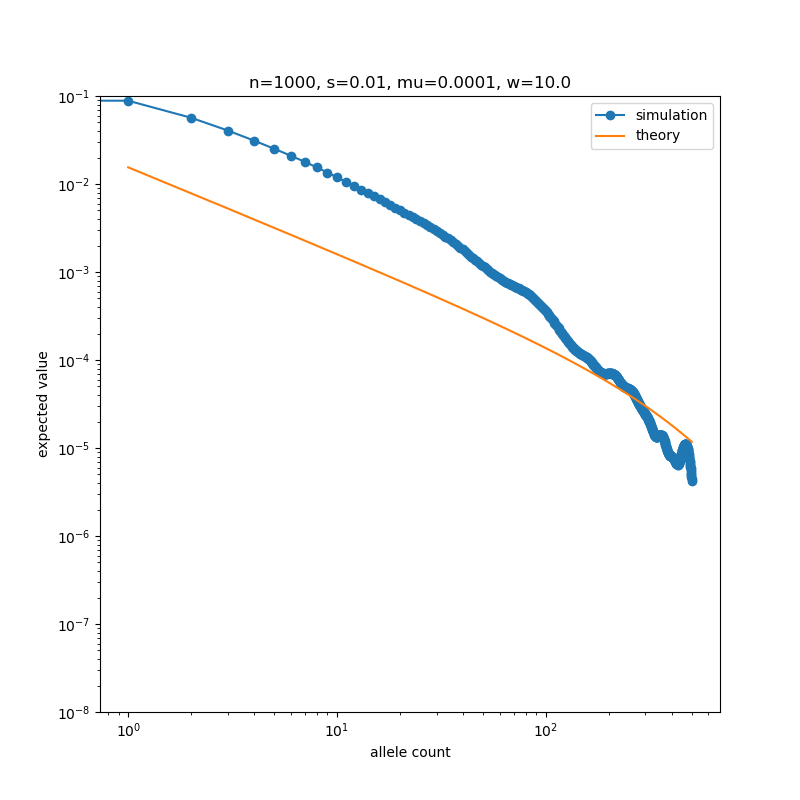 n=1000, s=0.01, mu=0.0001, w=10.0
simulation
theory
10⁻¹
10⁻²
10⁻³
10⁻⁴
10⁻⁵
10⁻⁶
10⁻⁷
10⁻⁸
expected value
10⁰
10¹
10²
allele count